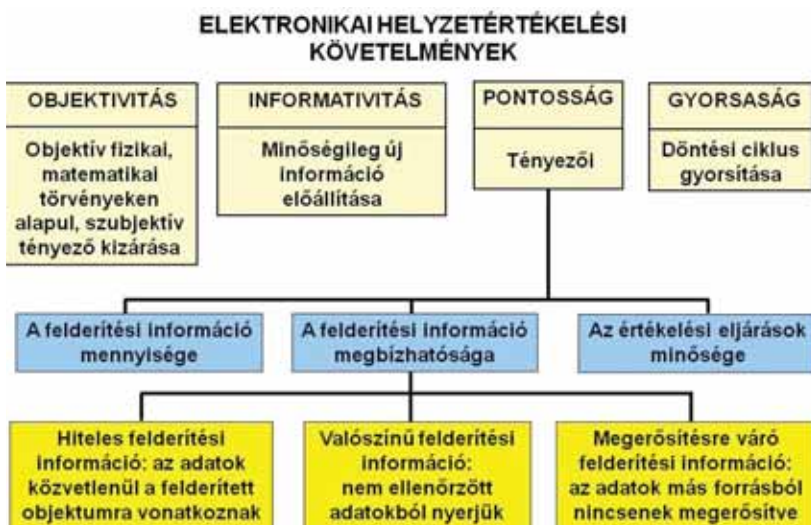 ELEKTRONIKAI HELYZETÉRTÉKELÉSI
KÖVETELMÉNYEK
OBJEKTIVITÁS
Objektív fizikai,
matematikai
törvényeken
alapul, szubjektív
tényező kizárása
INFORMATIVITÁS
Minőségileg új
információ
előállítása
PONTOSSÁG
Tényezői
GYORSASÁG
Döntési ciklus
gyorsítása
A felderítési információ
mennyisége
A felderítési információ
megbízhatósága
Az értékelési eljárások
minősége
Hiteles felderítési
információ: az adatok
közvetlenül a felderített
objektumra vonatkoznak
Valószínű felderítési
információ:
nem ellenőrzött
adatokból nyerjük
Megerősítésre váró
felderítési információ:
az adatok más forrásból
nincsenek megerősítve